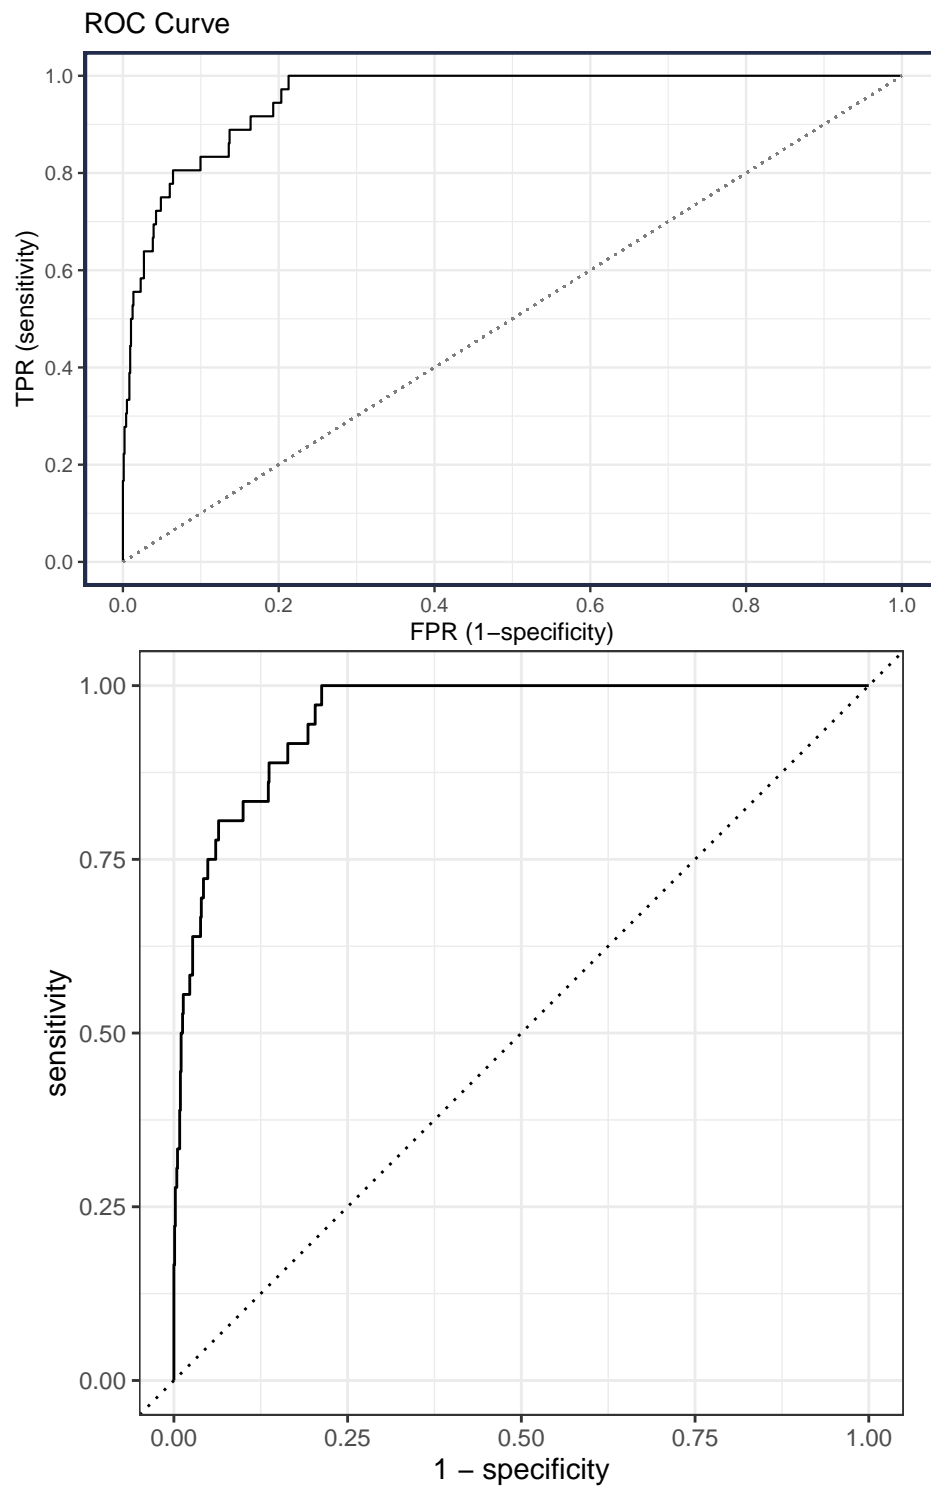 ROC Curve
1.0
0.8
0.6
0.4
0.2
0.0
TPR (sensitivity)
0.0 0.2 0.4 0.6 0.8 1.0
FPR (1−specificity)
1.00
0.75
0.50
0.25
0.00
sensitivity
0.00 0.25 0.50 0.75 1.00
1 − specificity